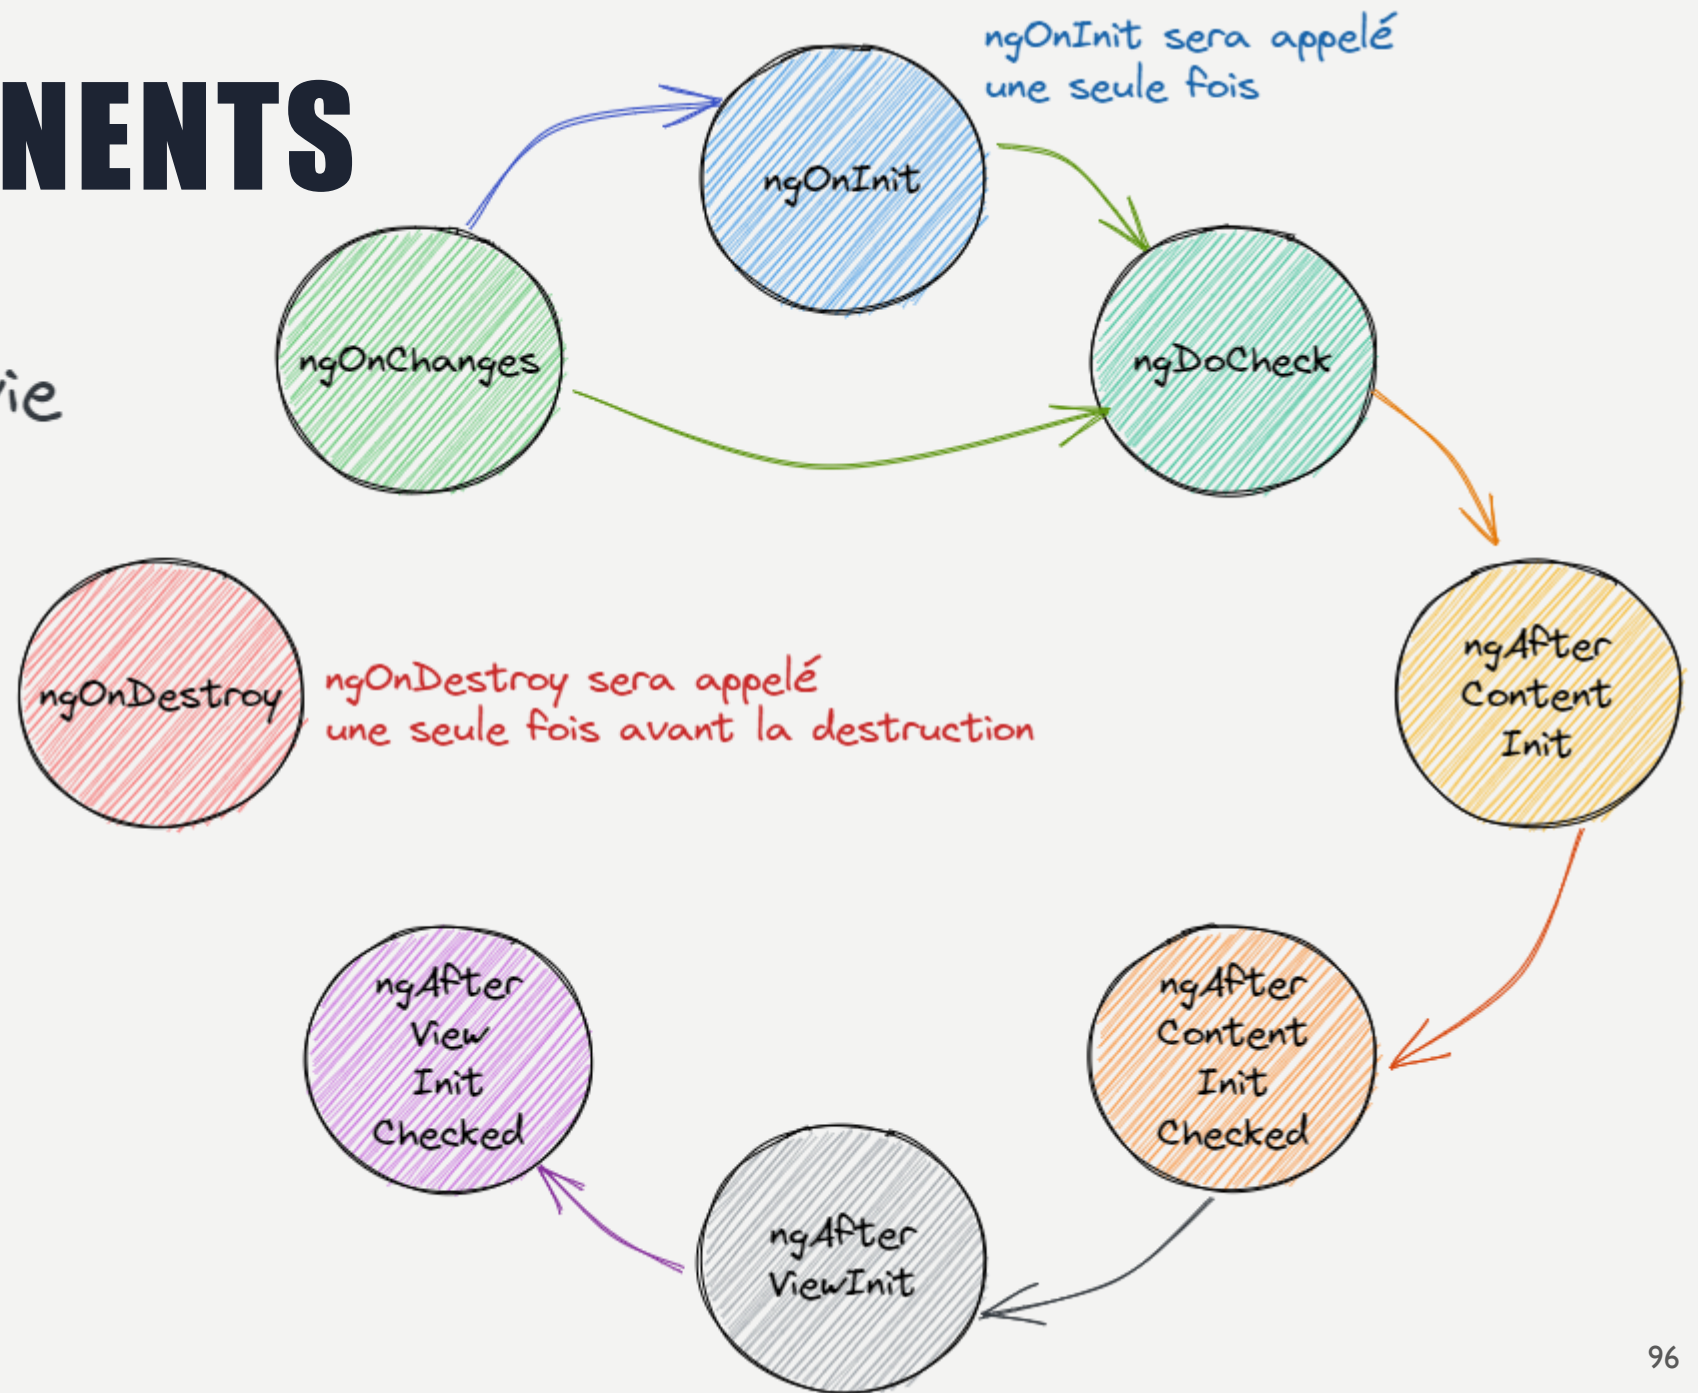 NENTS
vie
ngOnInit sera appelé
une seule fois
ngOnInit
ngOnChanges
ngDoCheck
ngAfter
Content
Init
ngOnDestroy
ngOnDestroy sera appelé
une seule fois avant la destruction
ngAfter
View
Init
Checked
ngAfter
Content
Init
Checked
ngAfter
ViewInit
96